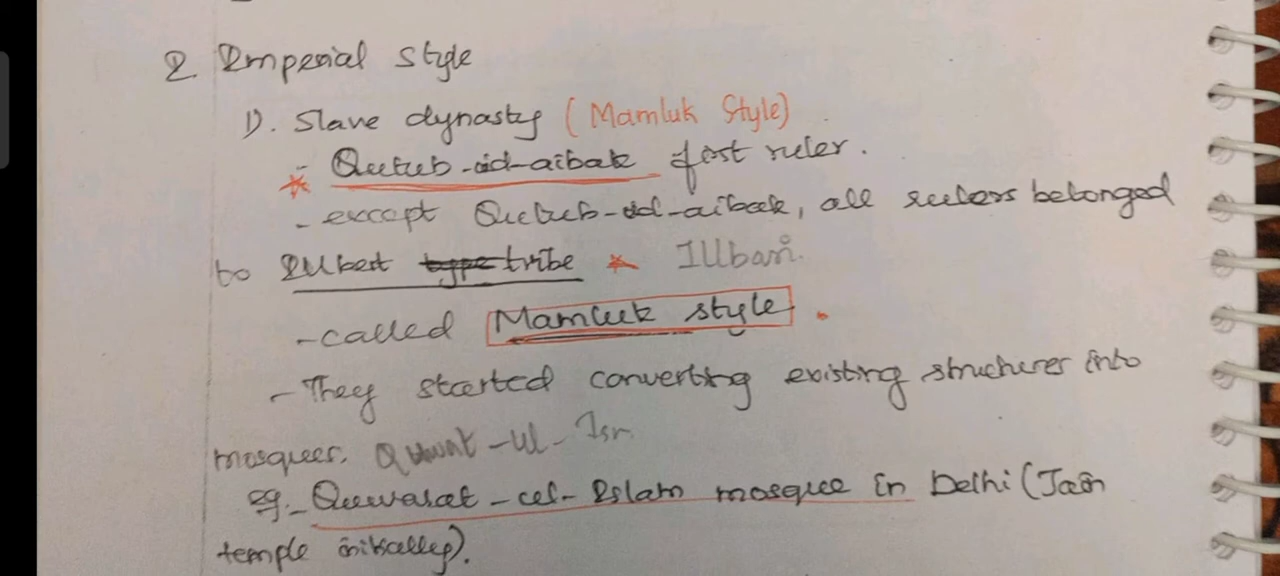 2. Imperial Style
1). Slave dynasty (Mamluk Style)
- Qutub-ud-aibak first ruler.
- except Qutub-ud-aibak, all rulers belonged
to Illbert type tribe Illbari.
- called Mamluk style.
- They started converting existing structures into
mosques. Quwat-ul-Isr
eg.- Quwwat-ul-Islam mosque in Delhi (Jain
temple initially).